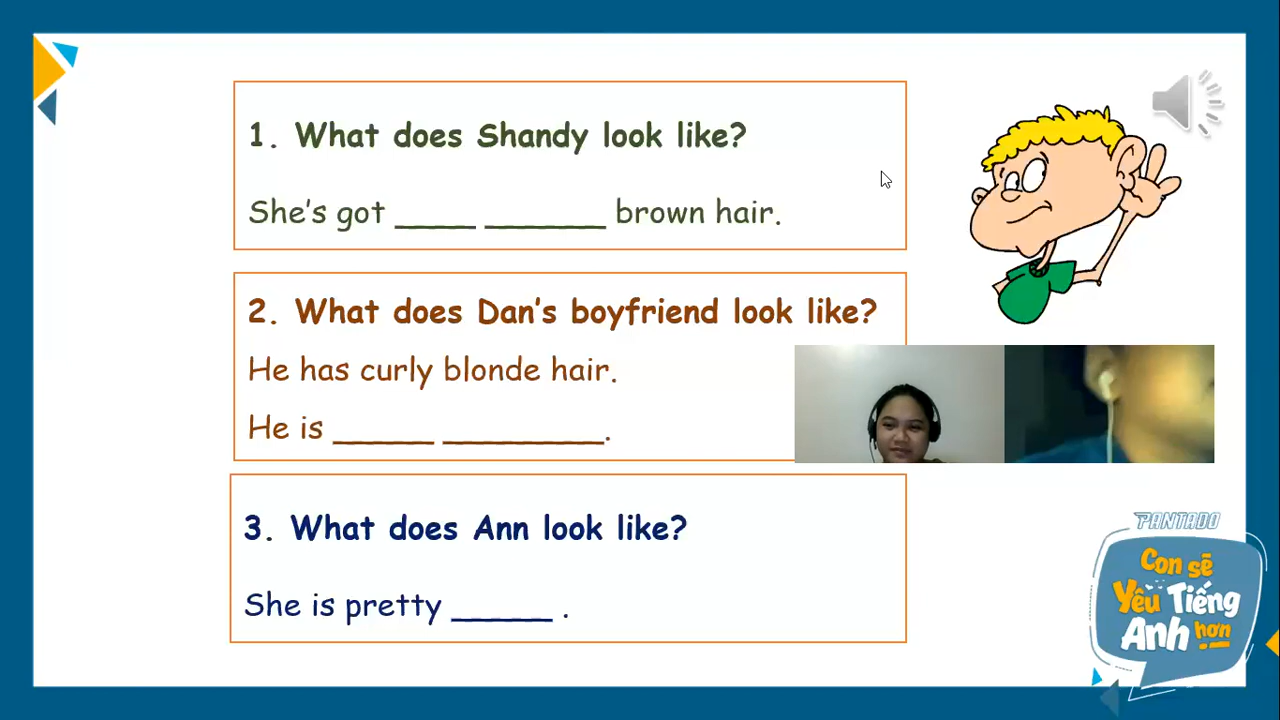 1. What does Shandy look like?
She's got ____ ______ brown hair.
2. What does Dan's boyfriend look like?
He has curly blonde hair.
He is _____ ________.
3. What does Ann look like?
She is pretty _____ .
PANTADO
Con sẽ
Yêu Tiếng
Anh hơn